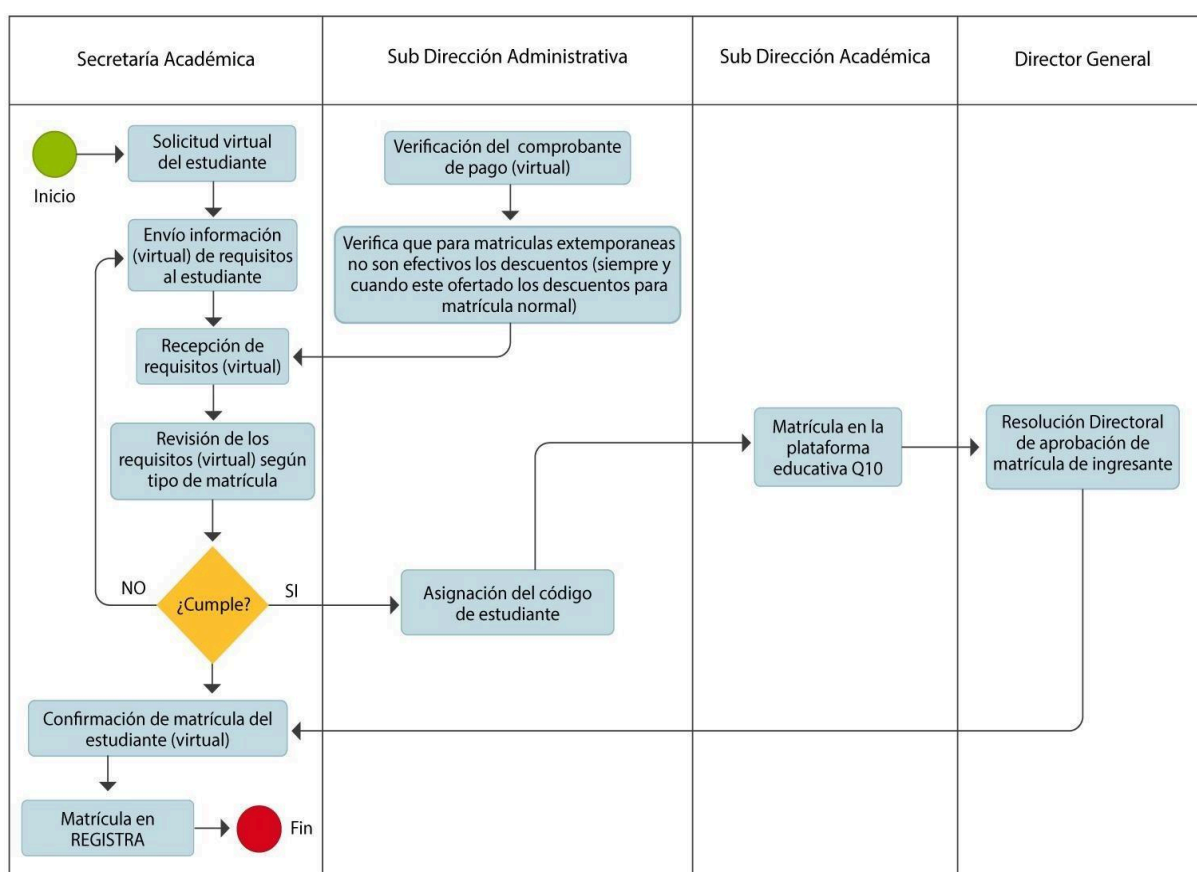 Secretaría Académica
Sub Dirección Administrativa
Sub Dirección Académica
Director General
Inicio
Solicitud virtual
del estudiante
Envío información
(virtual) de requisitos
al estudiante
Recepción de
requisitos (virtual)
Revisión de los
requisitos (virtual) según
tipo de matrícula
NO
¿Cumple?
SI
Confirmación de matrícula del
estudiante (virtual)
Matrícula en
REGISTRA
Fin
Verificación del comprobante
de pago (virtual)
Verifica que para matriculas extemporaneas
no son efectivos los descuentos (siempre y
cuando este ofertado los descuentos para
matrícula normal)
Asignación del código
de estudiante
Matrícula en la
plataforma
educativa Q10
Resolución Directoral
de aprobación de
matrícula de ingresante